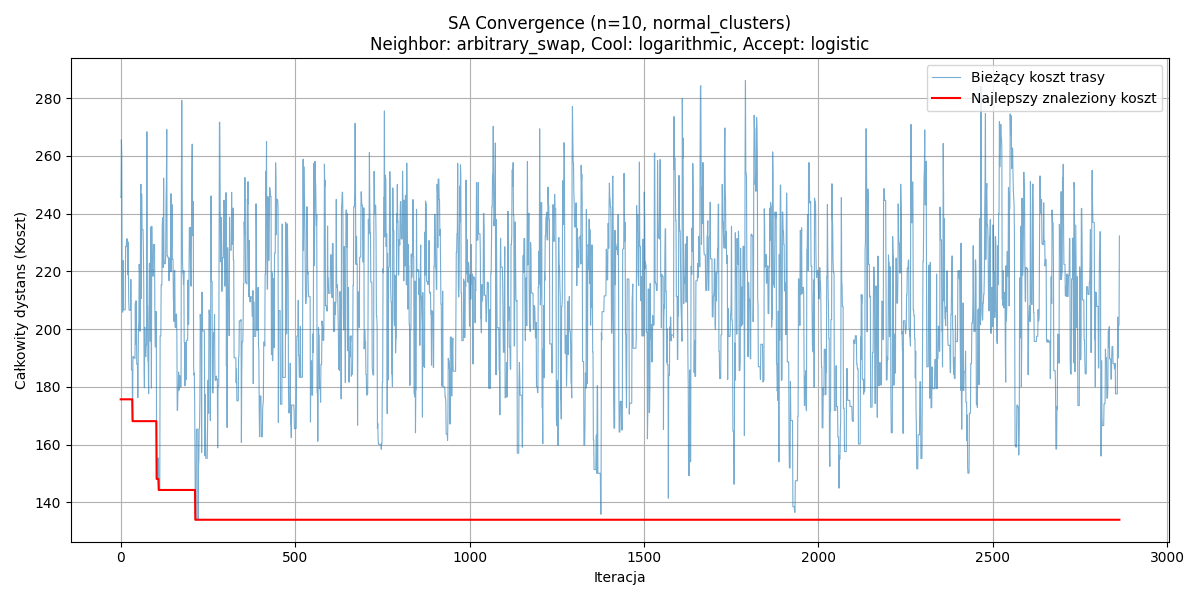 SA Convergence (n=10, normal_clusters)
Neighbor: arbitrary_swap, Cool: logarithmic, Accept: logistic
Bieżący koszt trasy
Najlepszy znaleziony koszt
Całkowity dystans (Koszt)
280
260
240
220
200
180
160
140
0
500
1000
1500
2000
2500
3000
Iteracja